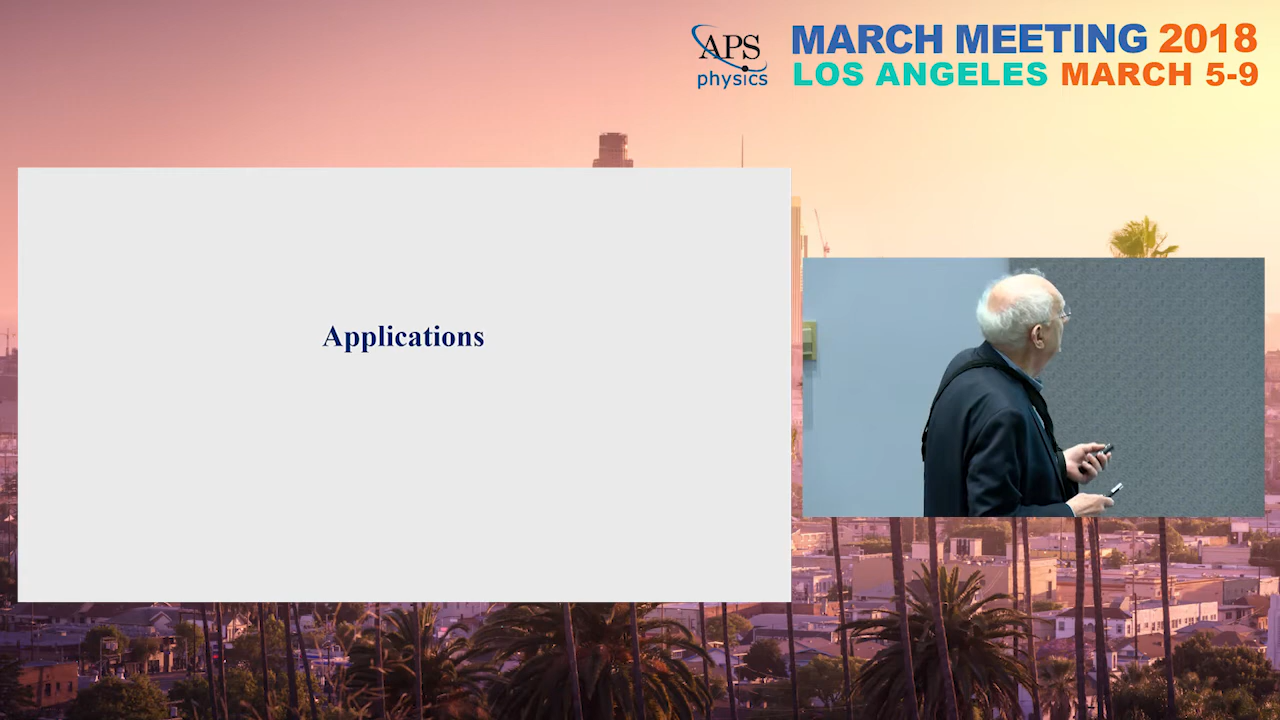 APS
physics
MARCH MEETING 2018
LOS ANGELES MARCH 5-9
Applications